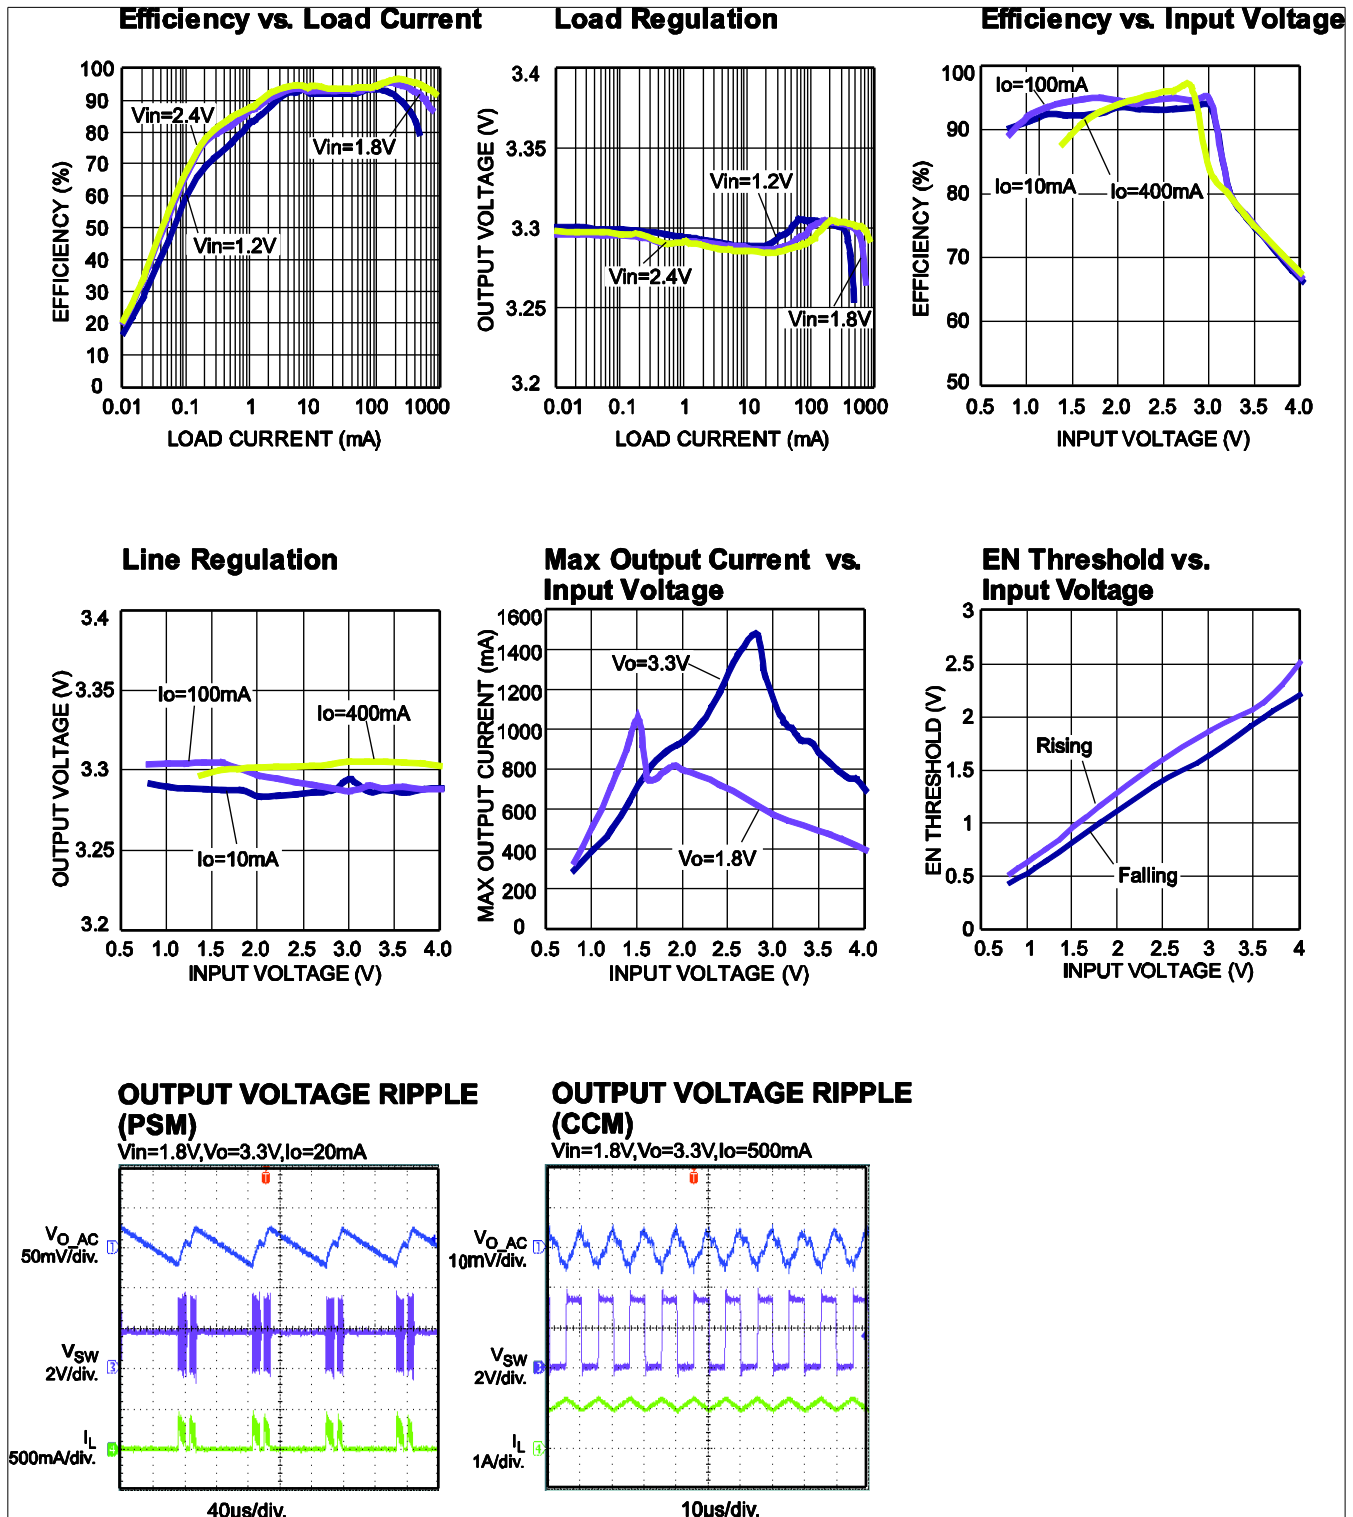 Efficiency vs. Load Current
100
90
80
70
60
50
40
30
20
10
0
EFFICIENCY (%)
Vin=2.4V
Vin=1.8V
Vin=1.2V
0.01 0.1 1 10 100 1000
LOAD CURRENT (mA)
Load Regulation
3.4
3.35
3.3
3.25
3.2
OUTPUT VOLTAGE (V)
Vin=1.2V
Vin=2.4V
Vin=1.8V
0.01 0.1 1 10 100 1000
LOAD CURRENT (mA)
Efficiency vs. Input Voltage
100
90
80
70
60
50
EFFICIENCY (%)
Io=100mA
Io=10mA
Io=400mA
0.5 1.0 1.5 2.0 2.5 3.0 3.5 4.0
INPUT VOLTAGE (V)
Line Regulation
3.4
3.35
3.3
3.25
3.2
OUTPUT VOLTAGE (V)
Io=100mA
Io=400mA
Io=10mA
0.5 1.0 1.5 2.0 2.5 3.0 3.5 4.0
INPUT VOLTAGE (V)
Max Output Current vs.
Input Voltage
1600
1400
1200
1000
800
600
400
200
0
MAX OUTPUT CURRENT (mA)
Vo=3.3V
Vo=1.8V
0.5 1.0 1.5 2.0 2.5 3.0 3.5 4.0
INPUT VOLTAGE (V)
EN Threshold vs.
Input Voltage
3
2.5
2
1.5
1
0.5
0
EN THRESHOLD (V)
Rising
Falling
0.5 1 1.5 2 2.5 3 3.5 4
INPUT VOLTAGE (V)
OUTPUT VOLTAGE RIPPLE
(PSM)
Vin=1.8V,Vo=3.3V,Io=20mA
T
VO_AC
50mV/div.
1
VSW
2V/div.
3
IL
500mA/div.
40us/div.
OUTPUT VOLTAGE RIPPLE
(CCM)
Vin=1.8V,Vo=3.3V,Io=500mA
T
VO_AC
10mV/div.
1
VSW
2V/div.
IL
1A/div.
4
10us/div.